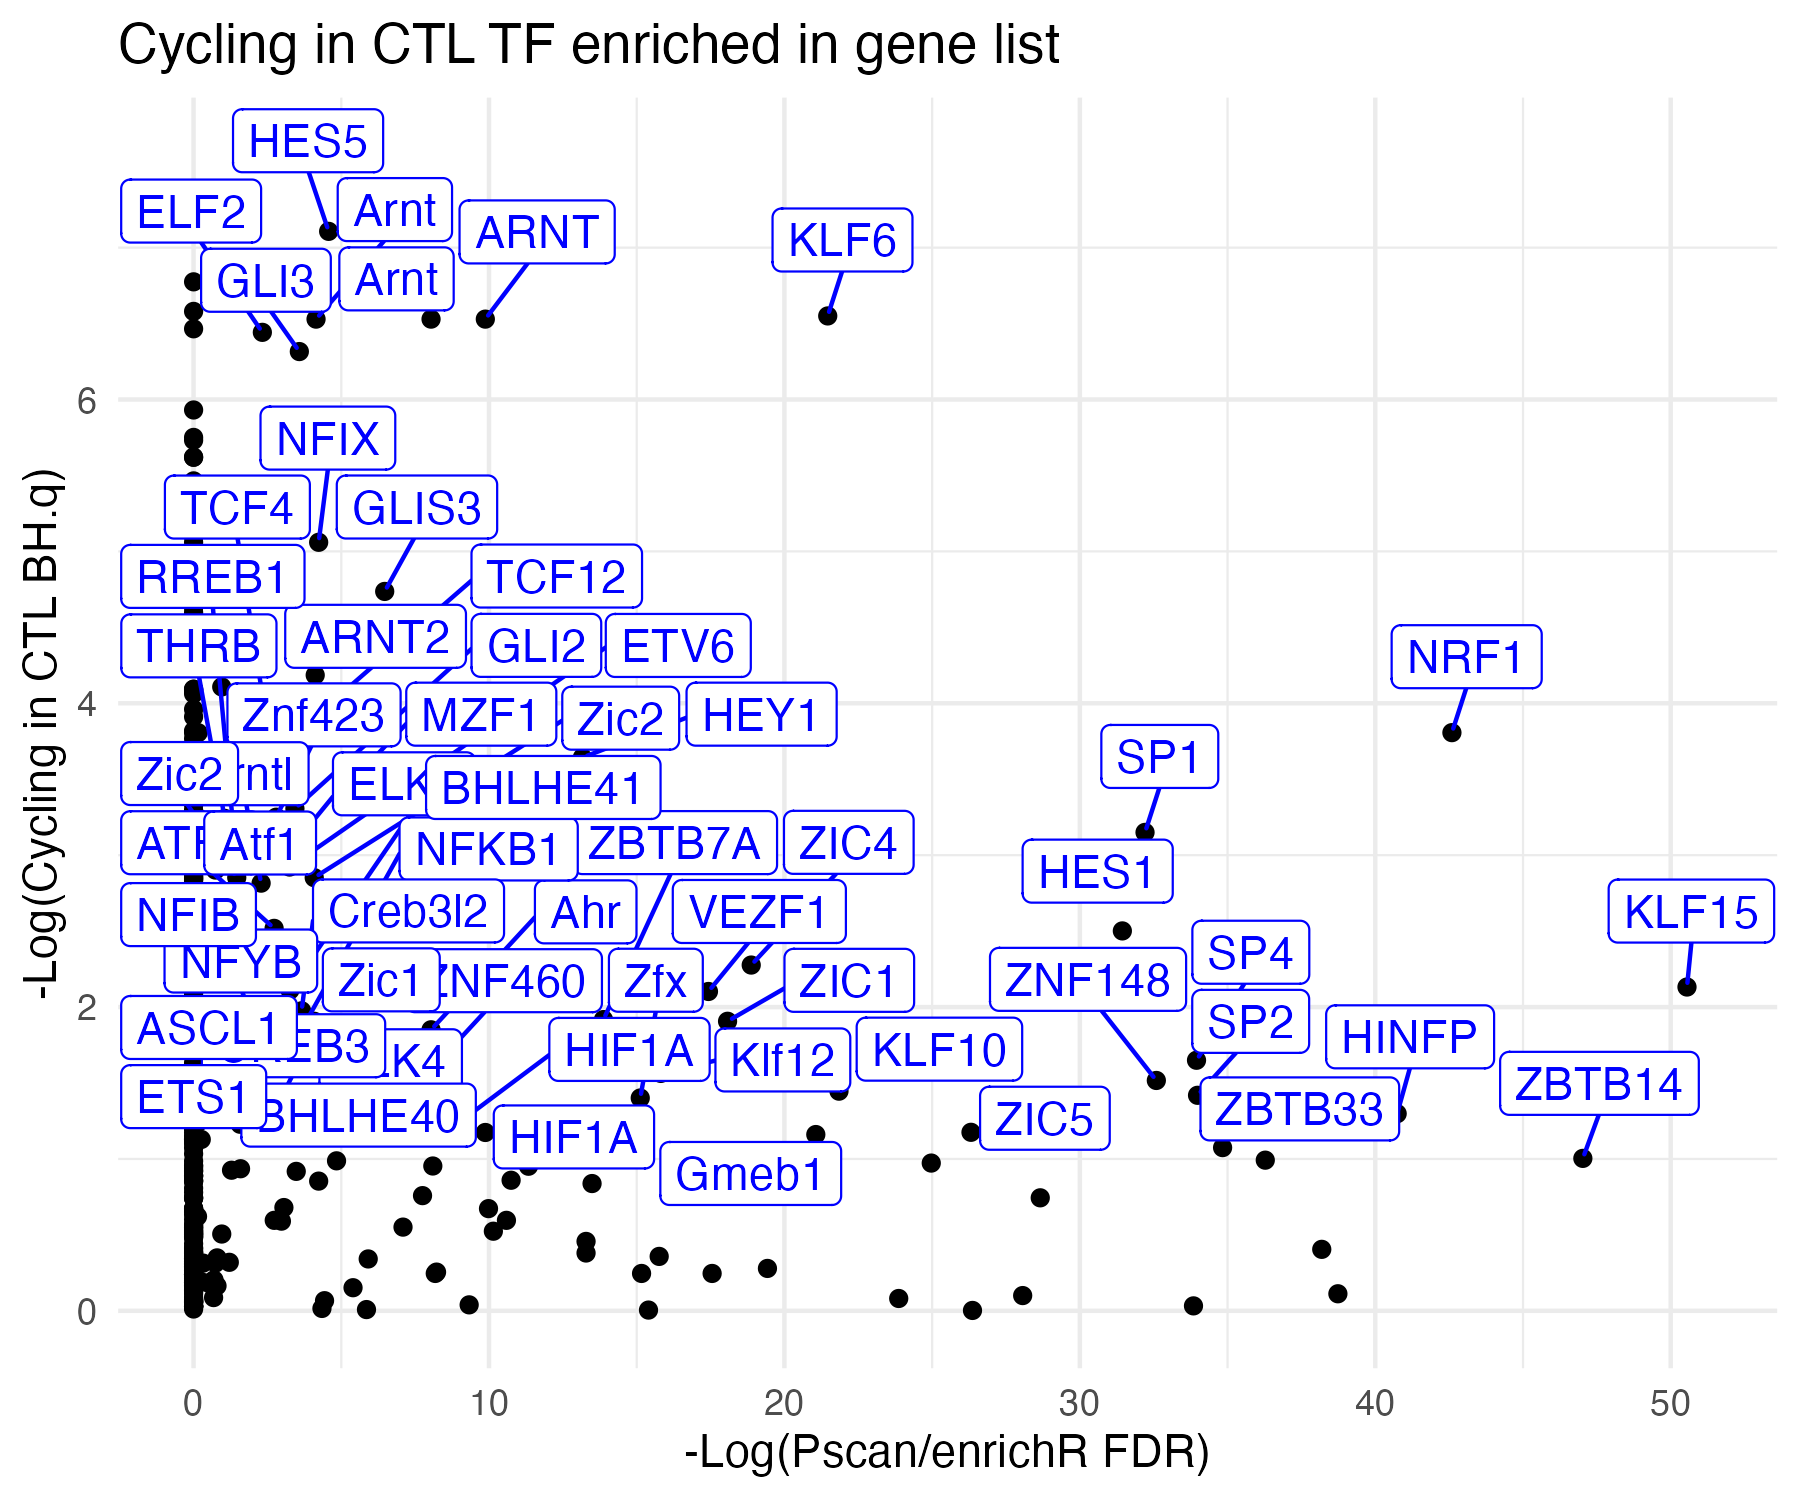 Cycling in CTL TF enriched in gene list
HES5
ELF2
Arnt
ARNT
KLF6
GLI3
Arnt
6
NFIX
TCF4
GLIS3
RREB1
TCF12
THRB
ARNT2
GLI2
ETV6
NRF1
4
Znf423
MZF1
Zic2
HEY1
SP1
Zic2
rntl
ELK
BHLHE41
Atf1
NFKB1
ZBTB7A
ZIC4
HES1
NFIB
Creb3l2
Ahr
VEZF1
KLF15
NFYB
Zic1
ZNF460
Zfx
ZIC1
ZNF148
SP4
2
ASCL1
EB3
K4
HIF1A
Klf12
KLF10
SP2
HINFP
ETS1
BHLHE40
HIF1A
Gmeb1
ZIC5
ZBTB33
ZBTB14
0
0
10
20
30
40
50
-Log(Pscan/enrichR FDR)
-Log(Cycling in CTL BH.q)